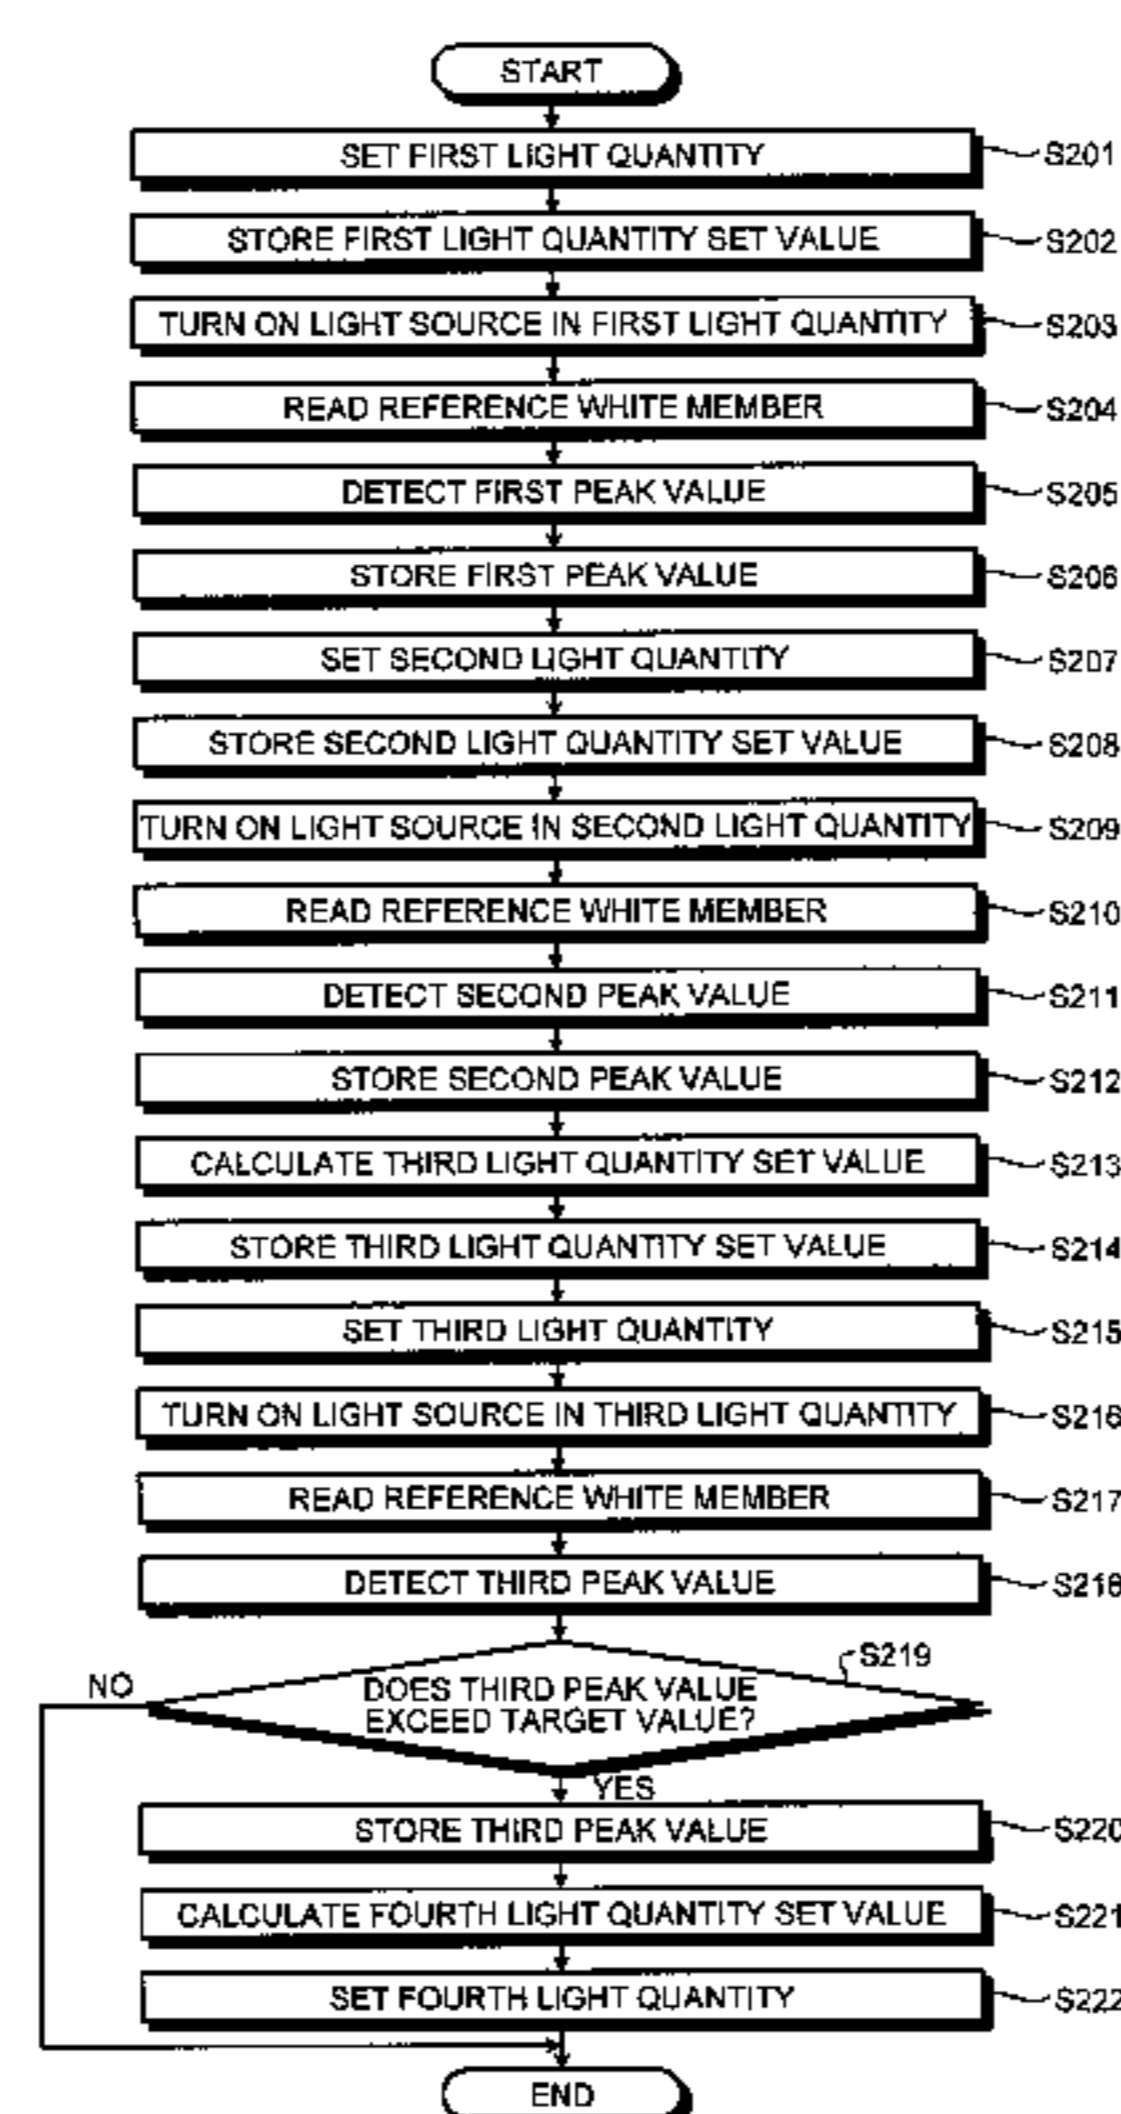 START
SET FIRST LIGHT QUANTITY
S201
STORE FIRST LIGHT QUANTITY SET VALUE
S202
TURN ON LIGHT SOURCE IN FIRST LIGHT QUANTITY
S203
READ REFERENCE WHITE MEMBER
S204
DETECT FIRST PEAK VALUE
S205
STORE FIRST PEAK VALUE
S206
SET SECOND LIGHT QUANTITY
S207
STORE SECOND LIGHT QUANTITY SET VALUE
S208
TURN ON LIGHT SOURCE IN SECOND LIGHT QUANTITY
S209
READ REFERENCE WHITE MEMBER
S210
DETECT SECOND PEAK VALUE
S211
STORE SECOND PEAK VALUE
S212
CALCULATE THIRD LIGHT QUANTITY SET VALUE
S213
STORE THIRD LIGHT QUANTITY SET VALUE
S214
SET THIRD LIGHT QUANTITY
S215
TURN ON LIGHT SOURCE IN THIRD LIGHT QUANTITY
S216
READ REFERENCE WHITE MEMBER
S217
DETECT THIRD PEAK VALUE
S218
S219
NO
DOES THIRD PEAK VALUE
EXCEED TARGET VALUE?
YES
STORE THIRD PEAK VALUE
S220
CALCULATE FOURTH LIGHT QUANTITY SET VALUE
S221
SET FOURTH LIGHT QUANTITY
S222
END